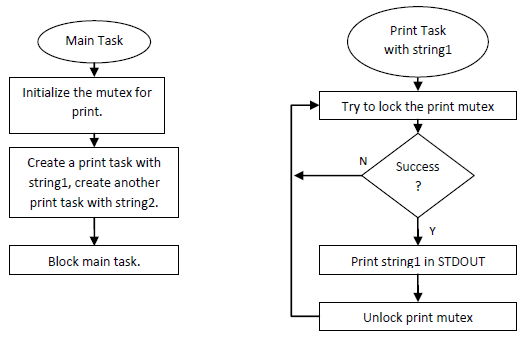 Main Task
Initialize the mutex for
print.
Create a print task with
string1, create another
print task with string2.
Block main task.
Print Task
with string1
Try to lock the print mutex
N
Success
?
Y
Print string1 in STDOUT
Unlock print mutex